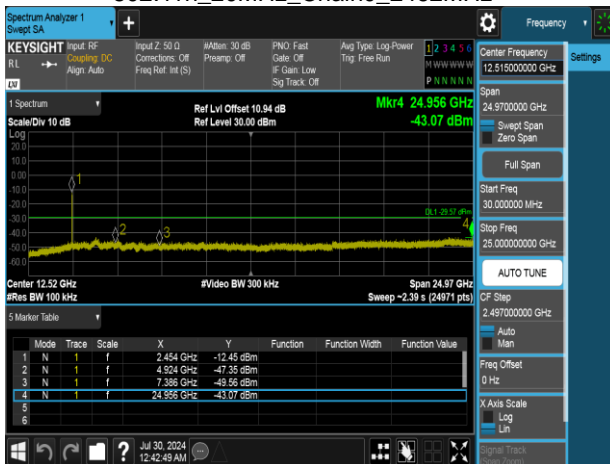 Spectrum Analyzer 1
Swept SA
+
Frequency
KEYSIGHT
RL
LXI
Input: RF
Coupling: DC
Align: Auto
Input Z: 50 Ω
Corrections: Off
Freq Ref: Int (S)
#Atten: 30 dB
Preamp: Off
PNO: Fast
Gate: Off
IF Gain: Low
Sig Track: Off
Avg Type: Log-Power
Trig: Free Run
1 2 3 4 5 6
M W W W W W
P N N N N N
Center Frequency
12.515000000 GHz
Settings
Span
24.9700000 GHz
Swept Span
Zero Span
Full Span
Start Freq
30.000000 MHz
Stop Freq
25.000000000 GHz
AUTO TUNE
CF Step
2.497000000 GHz
Auto
Man
Freq Offset
0 Hz
X Axis Scale
Log
Lin
Signal Track
(Span Zoom)
1 Spectrum
Scale/Div 10 dB
Ref Lvl Offset 10.94 dB
Ref Level 30.00 dBm
Mkr4 24.956 GHz
-43.07 dBm
Log
20.0
10.0
0.00
-10.0
-20.0
-30.0
-40.0
-50.0
-60.0
1
2
3
4
DL1 -29.57 dBm
Center 12.52 GHz
#Res BW 100 kHz
#Video BW 300 kHz
Span 24.97 GHz
Sweep ~2.39 s (24971 pts)
5 Marker Table
Mode Trace Scale X Y Function Function Width Function Value
1 N 1 f 2.454 GHz -12.45 dBm
2 N 1 f 4.924 GHz -47.35 dBm
3 N 1 f 7.386 GHz -49.56 dBm
4 N 1 f 24.956 GHz -43.07 dBm
5
6
?
Jul 30, 2024
12:42:49 AM